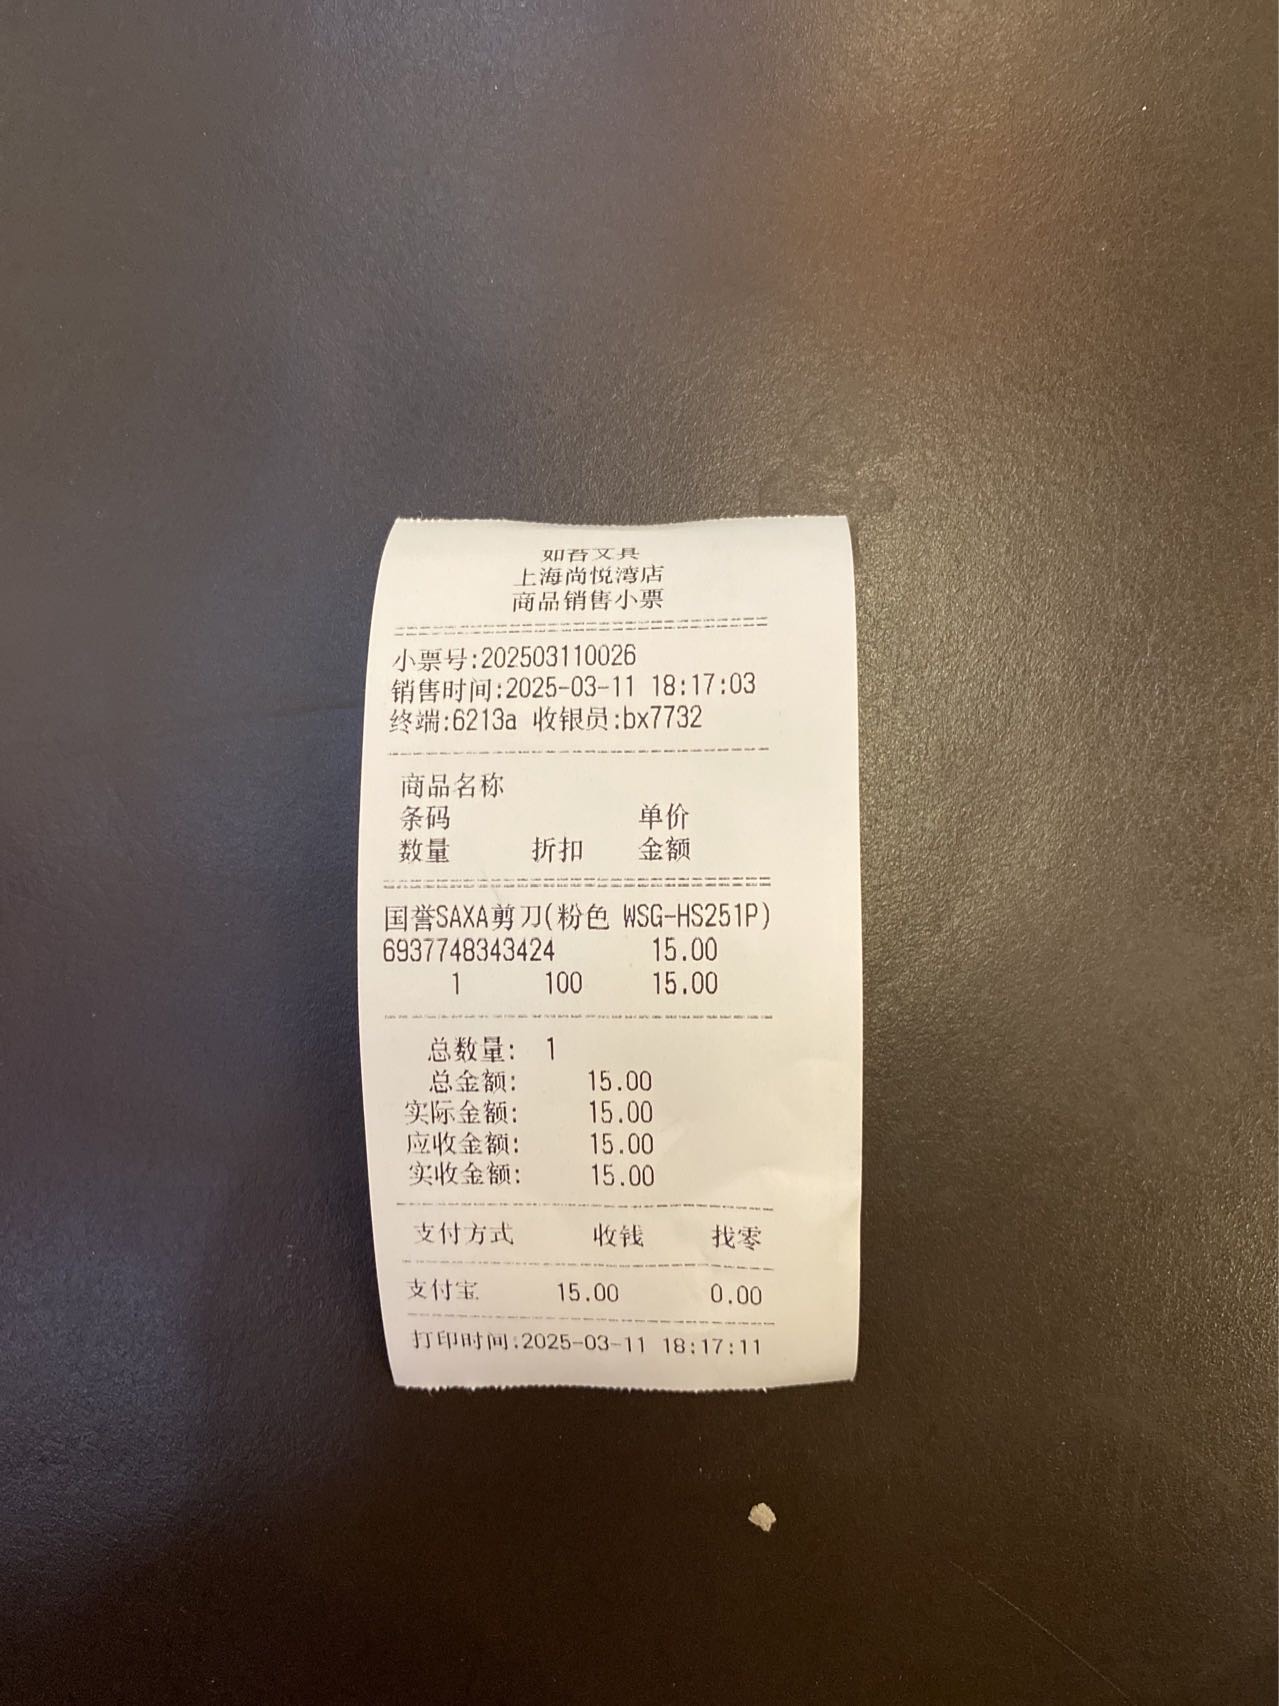 如苔文具
上海尚悦湾店
商品销售小票
小票号:202503110026
销售时间:2025-03-11 18:17:03
终端:6213a 收银员:bx7732
商品名称
条码 单价
数量 折扣 金额
国誉SAXA剪刀(粉色 WSG-HS251P)
6937748343424 15.00
1 100 15.00
总数量: 1
总金额: 15.00
实际金额: 15.00
应收金额: 15.00
实收金额: 15.00
支付方式 收钱 找零
支付宝 15.00 0.00
打印时间:2025-03-11 18:17:11